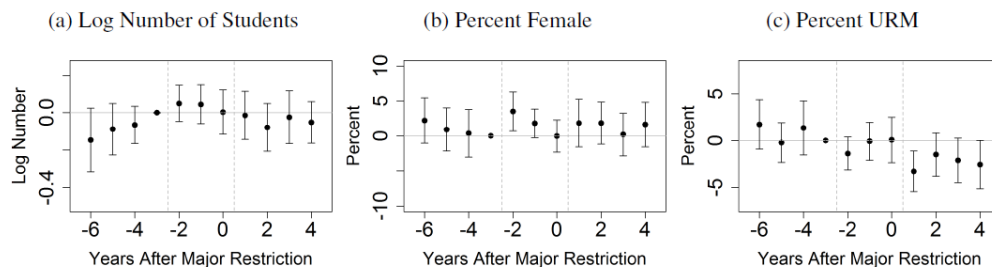 (a) Log Number of Students
(b) Percent Female
(c) Percent URM
Log Number
0.0
-0.4
-6 -4 -2 0 2 4
Years After Major Restriction
Percent
10
5
0
-10
-6 -4 -2 0 2 4
Years After Major Restriction
Percent
5
0
-5
-6 -4 -2 0 2 4
Years After Major Restriction